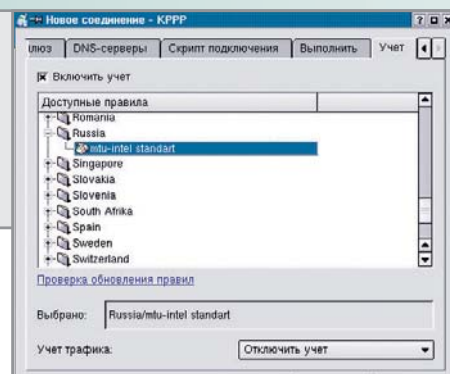 Новое соединение - KPPP
люз DNS-серверы Скрипт подключения Выполнить Учет
Включить учет
Доступные правила
Romania
Russia
mtu-intel standart
Singapore
Slovakia
Slovenia
South Afrika
Spain
Sweden
Switzerland
Проверка обновления правил
Выбрано: Russia/mtu-intel standart
Учет трафика: Отключить учет